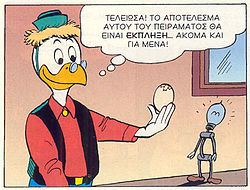 ΤΕΛΕΙΩΣΑ! ΤΟ ΑΠΟΤΕΛΕΣΜΑ
ΑΥΤΟΥ ΤΟΥ ΠΕΙΡΑΜΑΤΟΣ ΘΑ
ΕΙΝΑΙ ΕΚΠΛΗΞΗ... ΑΚΟΜΑ ΚΑΙ
ΓΙΑ ΜΕΝΑ!